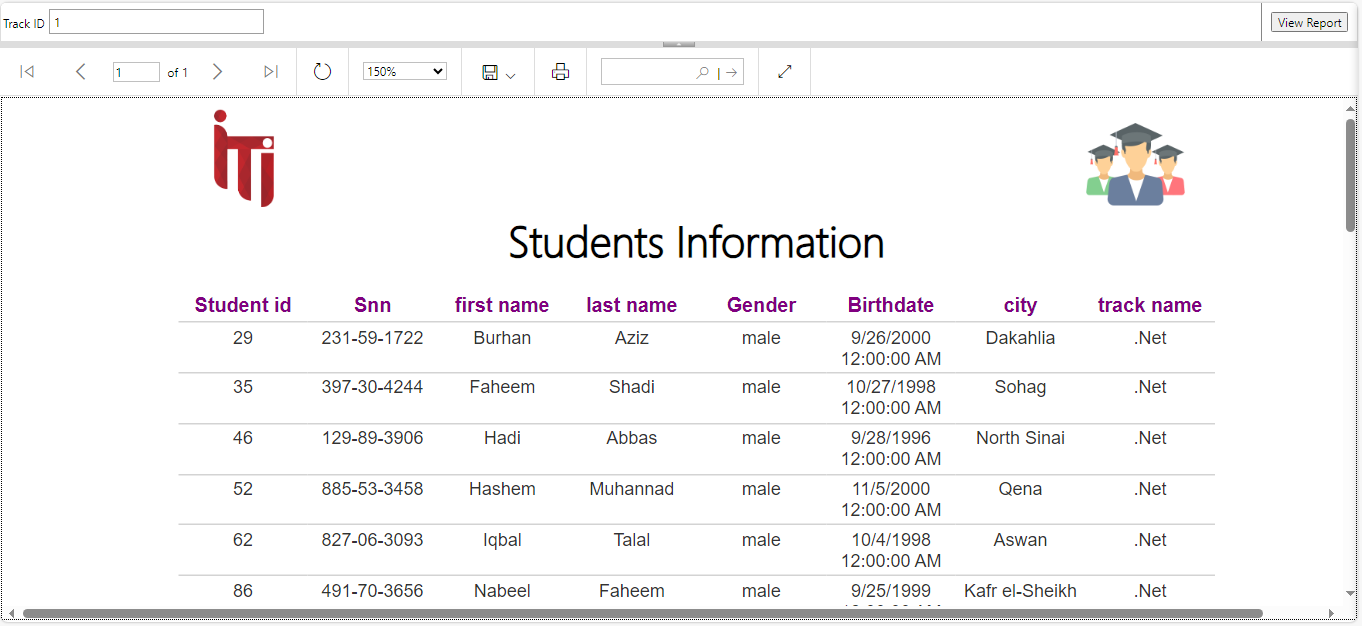 Track ID 1 View Report
1 of 1 150%
iTi
Students Information
Student id Snn first name last name Gender Birthdate city track name
29 231-59-1722 Burhan Aziz male 9/26/2000 Dakahlia .Net
12:00:00 AM
35 397-30-4244 Faheem Shadi male 10/27/1998 Sohag .Net
12:00:00 AM
46 129-89-3906 Hadi Abbas male 9/28/1996 North Sinai .Net
12:00:00 AM
52 885-53-3458 Hashem Muhannad male 11/5/2000 Qena .Net
12:00:00 AM
62 827-06-3093 Iqbal Talal male 10/4/1998 Aswan .Net
12:00:00 AM
86 491-70-3656 Nabeel Faheem male 9/25/1999 Kafr el-Sheikh .Net